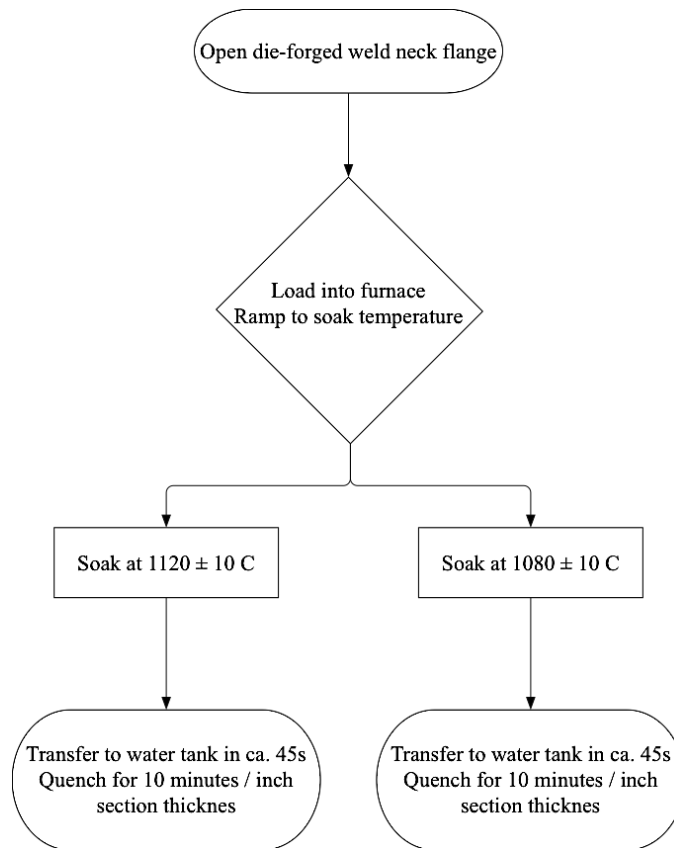 Open die-forged weld neck flange
Load into furnace
Ramp to soak temperature
Soak at 1120 ± 10 C
Soak at 1080 ± 10 C
Transfer to water tank in ca. 45s
Quench for 10 minutes / inch
section thicknes
Transfer to water tank in ca. 45s
Quench for 10 minutes / inch
section thicknes